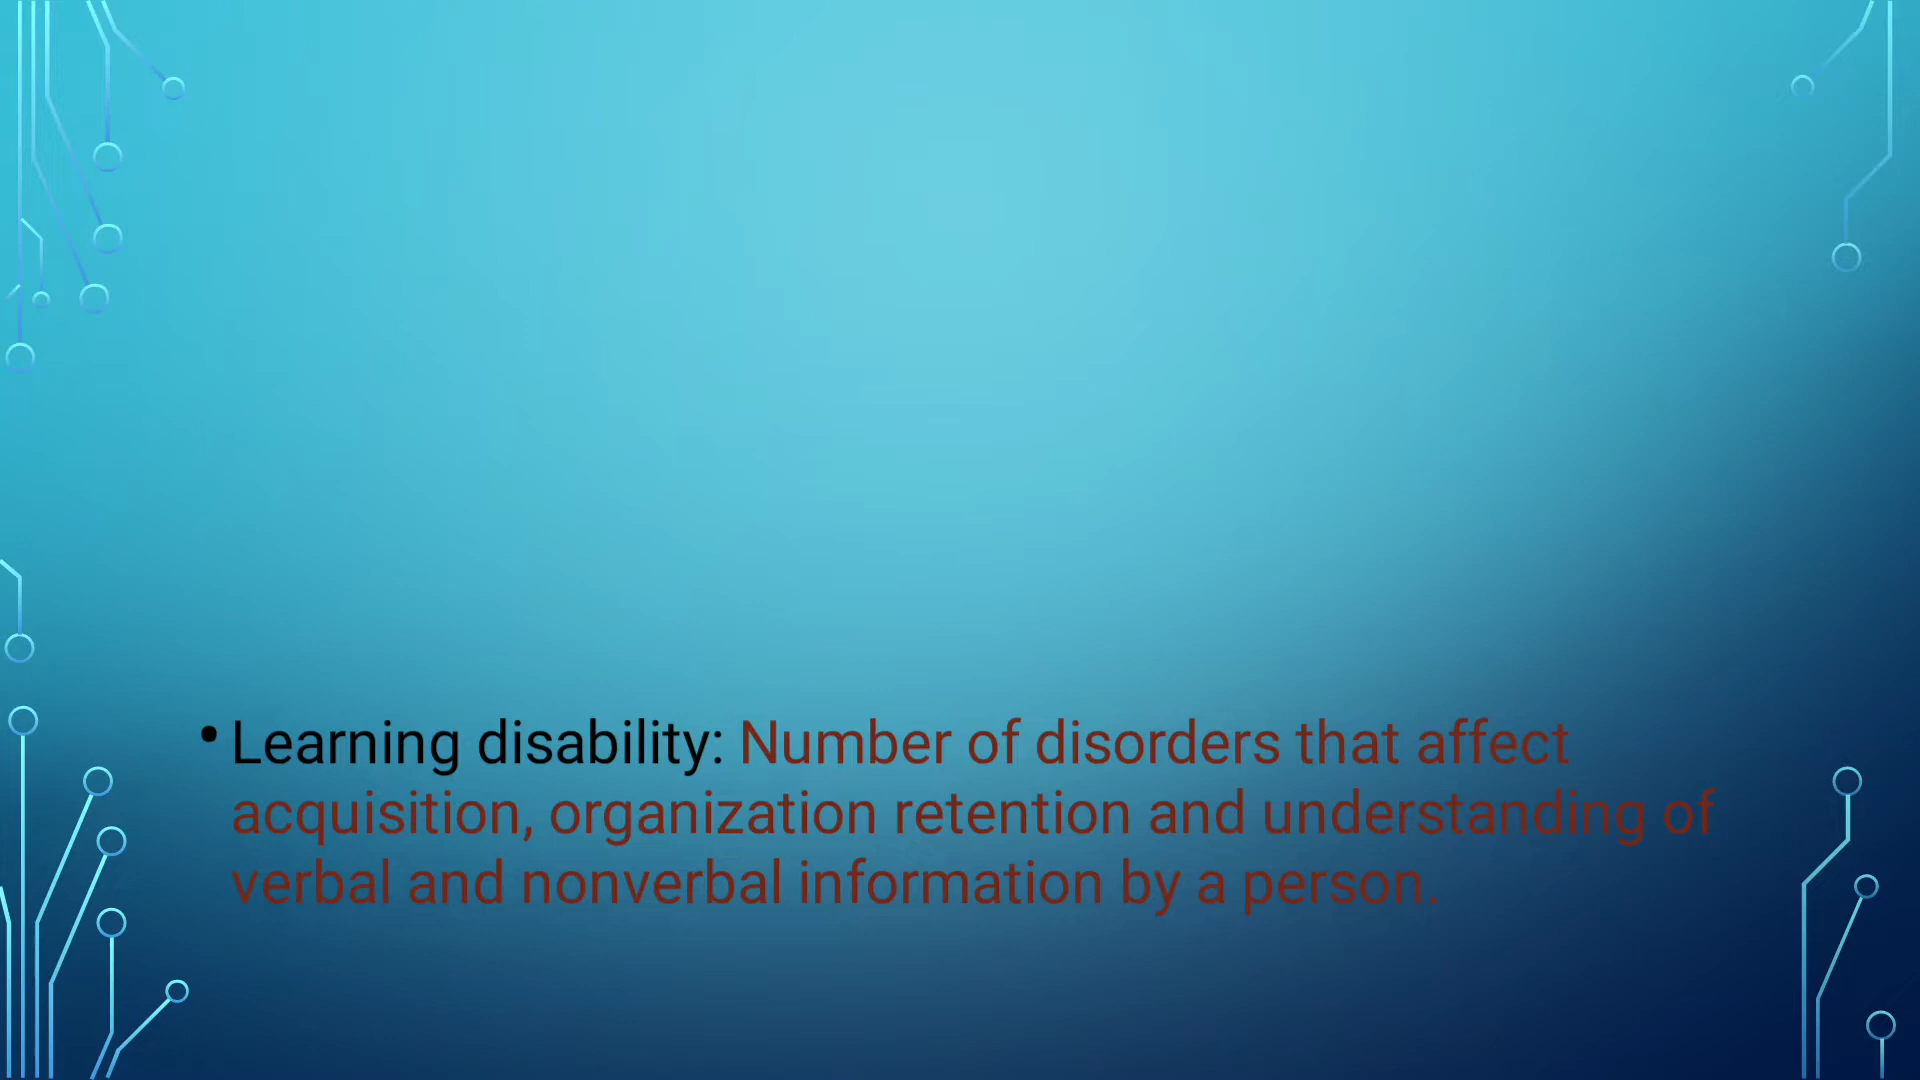 • Learning disability: Number of disorders that affect
acquisition, organization retention and understanding of
verbal and nonverbal information by a person.